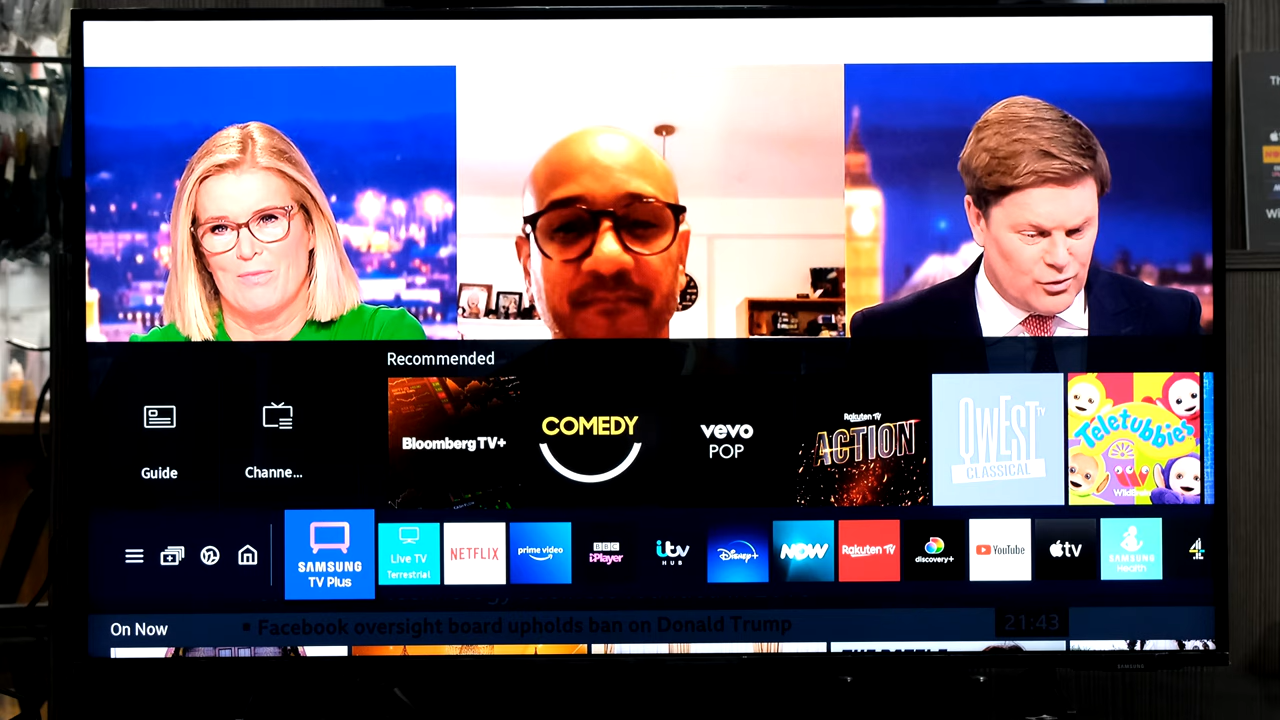 Recommended
Bloomberg TV+
COMEDY
vevo
POP
Rakuten TV
ACTION
QWEST TV
CLASSICAL
Teletubbies
Guide
Channe...
SAMSUNG
TV Plus
Live TV
Terrestrial
NETFLIX
prime video
BBC
iPlayer
itv
HUB
Disney+
NOW
Rakuten TV
discovery+
YouTube
tv
SAMSUNG
Health
4
On Now
Facebook oversight board upholds ban on Donald Trump
21:43
SAMSUNG